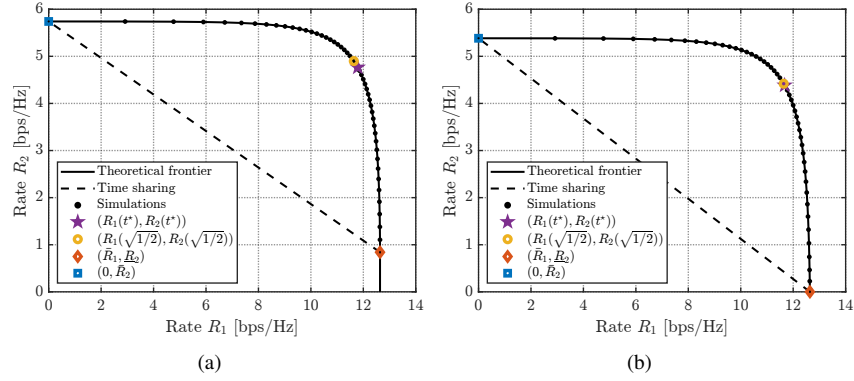 6
5
4
3
2
1
0
Rate R₂ [bps/Hz]
Theoretical frontier
Time sharing
Simulations
(R₁(t⋆), R₂(t⋆))
(R₁(√1/2), R₂(√1/2))
(R̄₁, R̲₂)
(0, R̄₂)
0 2 4 6 8 10 12 14
Rate R₁ [bps/Hz]
(a)
6
5
4
3
2
1
0
Rate R₂ [bps/Hz]
Theoretical frontier
Time sharing
Simulations
(R₁(t⋆), R₂(t⋆))
(R₁(√1/2), R₂(√1/2))
(R̄₁, R̲₂)
(0, R̄₂)
0 2 4 6 8 10 12 14
Rate R₁ [bps/Hz]
(b)